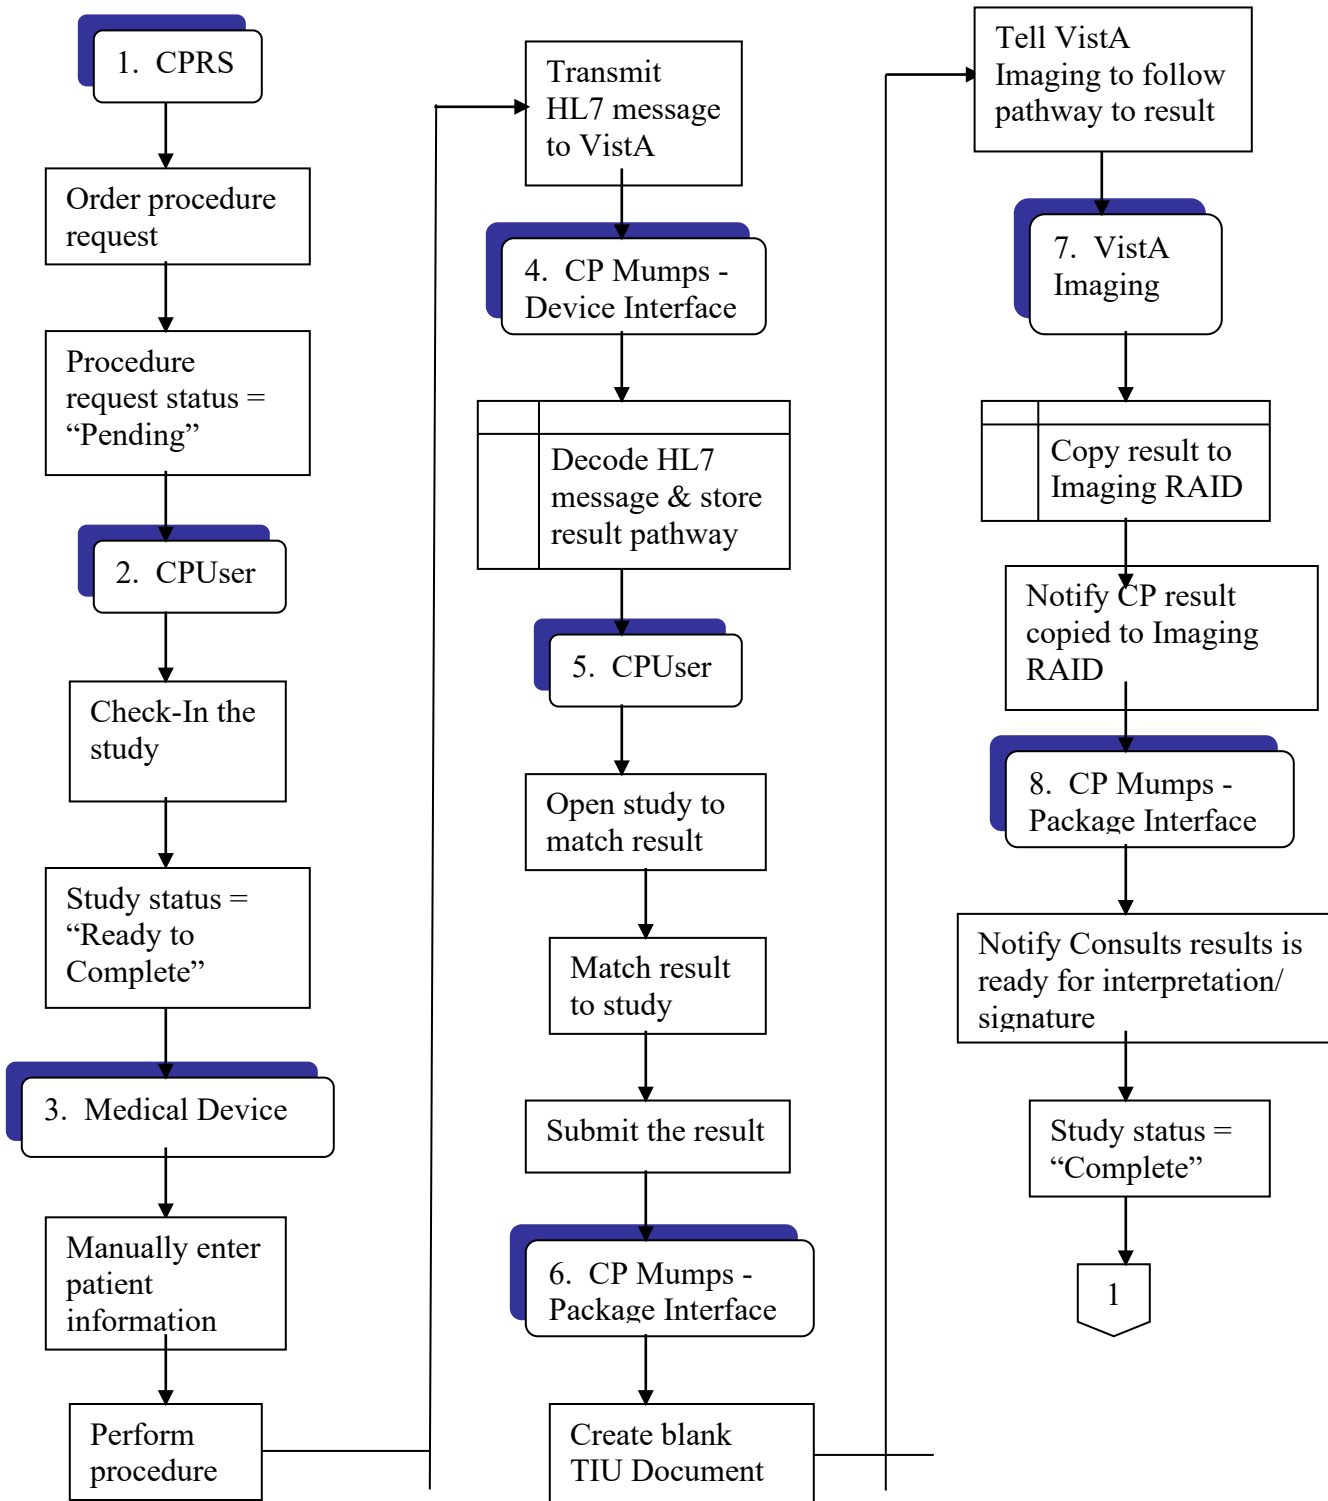 1. CPRS
Order procedure
request
Procedure
request status =
“Pending”
2. CPUser
Check-In the
study
Study status =
“Ready to
Complete”
3. Medical Device
Manually enter
patient
information
Perform
procedure
Transmit
HL7 message
to VistA
4. CP Mumps -
Device Interface
Decode HL7
message & store
result pathway
5. CPUser
Open study to
match result
Match result
to study
Submit the result
6. CP Mumps -
Package Interface
Create blank
TIU Document
Tell VistA
Imaging to follow
pathway to result
7. VistA
Imaging
Copy result to
Imaging RAID
Notify CP result
copied to Imaging
RAID
8. CP Mumps -
Package Interface
Notify Consults results is
ready for interpretation/
signature
Study status =
“Complete”
1